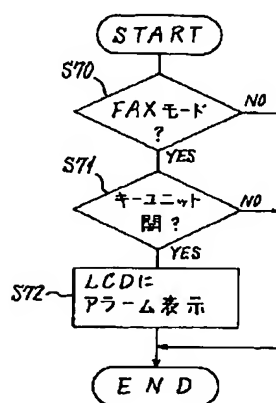 START
S70
FAXモード
?
NO
YES
S71
キーユニット
開?
NO
YES
S72
LCDに
アラーム表示
END